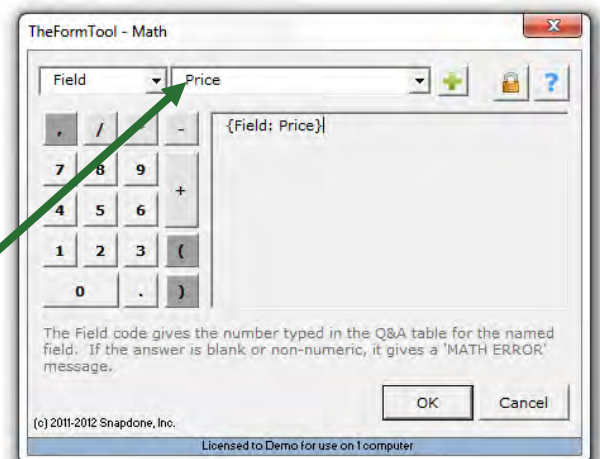 TheFormTool - Math
Field Price
, / -
{Field: Price}
7 8 9
+
4 5 6
1 2 3 (
0 . )
The Field code gives the number typed in the Q&A table for the named
field. If the answer is blank or non-numeric, it gives a 'MATH ERROR'
message.
OK Cancel
(c) 2011-2012 Snapdone, Inc.
Licensed to Demo for use on 1 computer